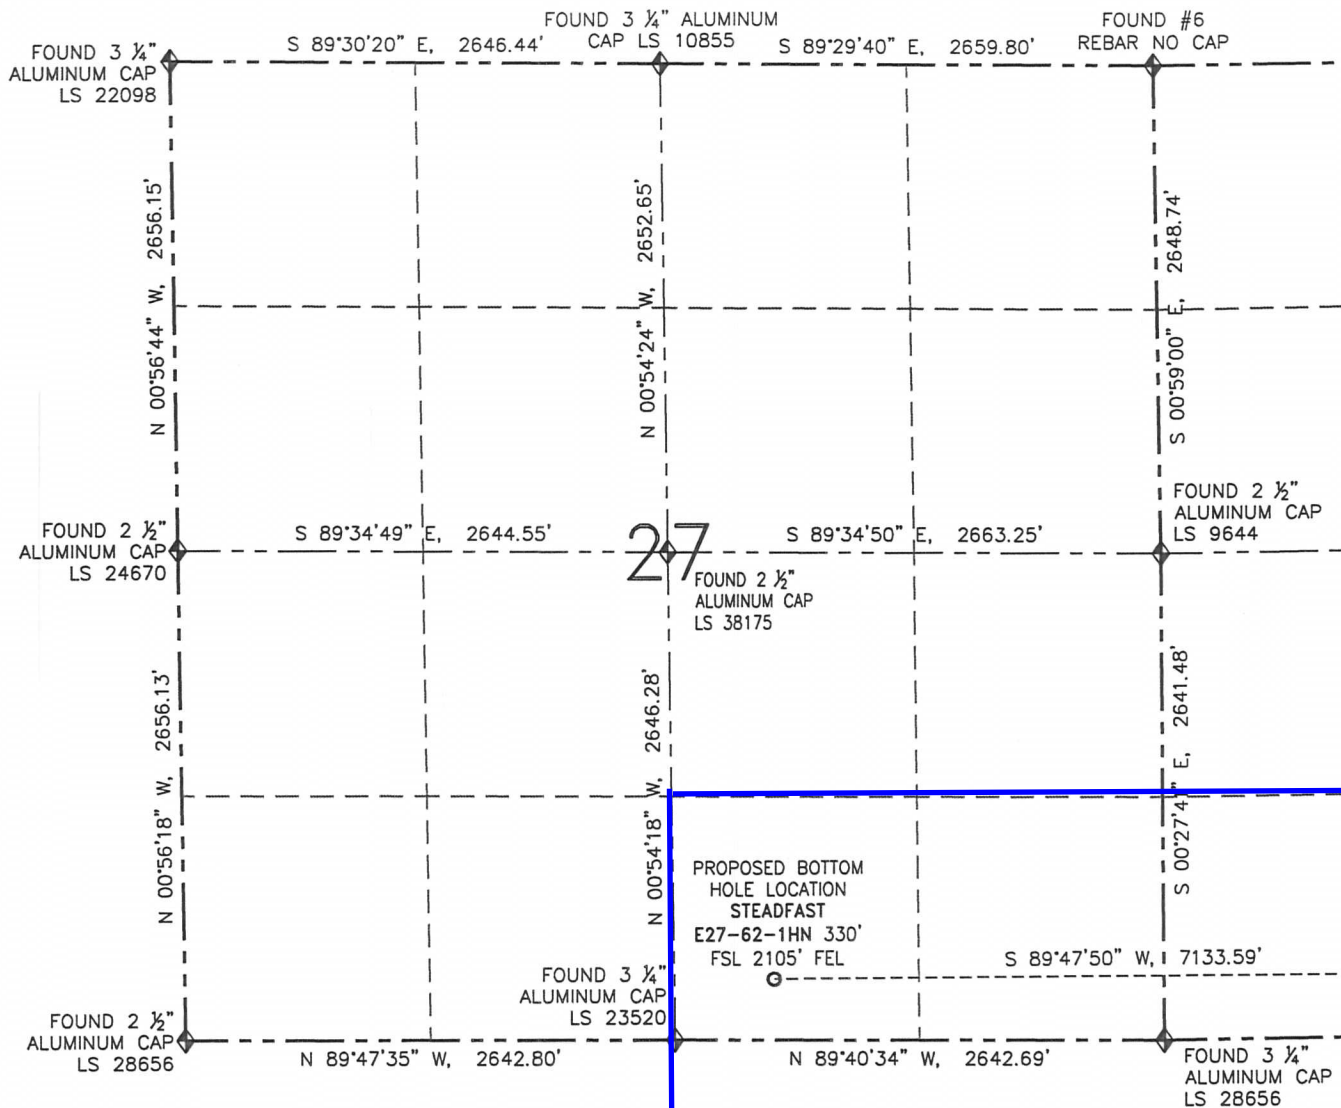 FOUND 3 ¼" ALUMINUM
CAP LS 10855
FOUND #6
REBAR NO CAP
FOUND 3 ¼"
ALUMINUM CAP
LS 22098
S 89°30'20" E, 2646.44'
S 89°29'40" E, 2659.80'
N 00°56'44" W, 2656.15'
N 00°54'24" W, 2652.65'
S 00°59'00" E, 2648.74'
FOUND 2 ½"
ALUMINUM CAP
LS 24670
S 89°34'49" E, 2644.55'
27
S 89°34'50" E, 2663.25'
FOUND 2 ½"
ALUMINUM CAP
LS 9644
FOUND 2 ½"
ALUMINUM CAP
LS 38175
N 00°56'18" W, 2656.13'
N 00°54'18" W, 2646.28'
S 00°27'4 " E, 2641.48'
PROPOSED BOTTOM
HOLE LOCATION
STEADFAST
E27-62-1HN 330'
FSL 2105' FEL
S 89°47'50" W, 7133.59'
FOUND 3 ¼"
ALUMINUM CAP
LS 23520
FOUND 2 ½"
ALUMINUM CAP
LS 28656
N 89°47'35" W, 2642.80'
N 89°40'34" W, 2642.69'
FOUND 3 ¼"
ALUMINUM CAP
LS 28656